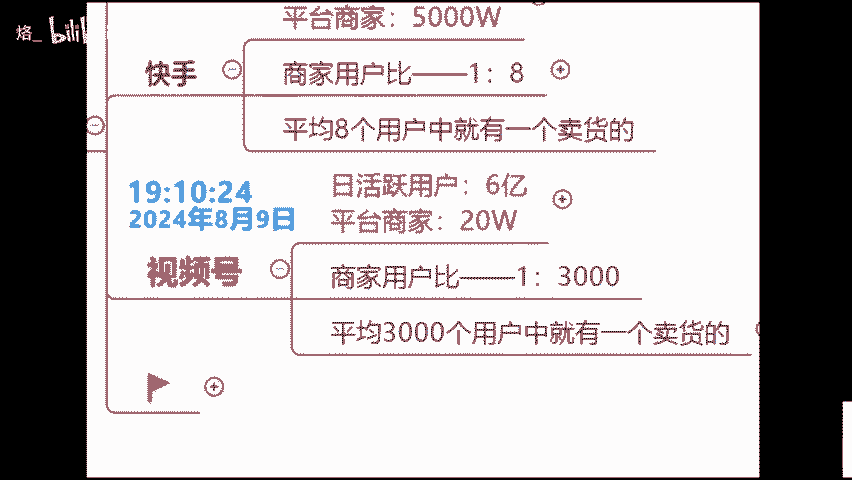 烙_ bili
平台商家：5000W
快手
商家用户比——1：8
平均8个用户中就有一个卖货的
19:10:24
2024年8月9日
日活跃用户：6亿
平台商家：20W
视频号
商家用户比——1：3000
平均3000个用户中就有一个卖货的